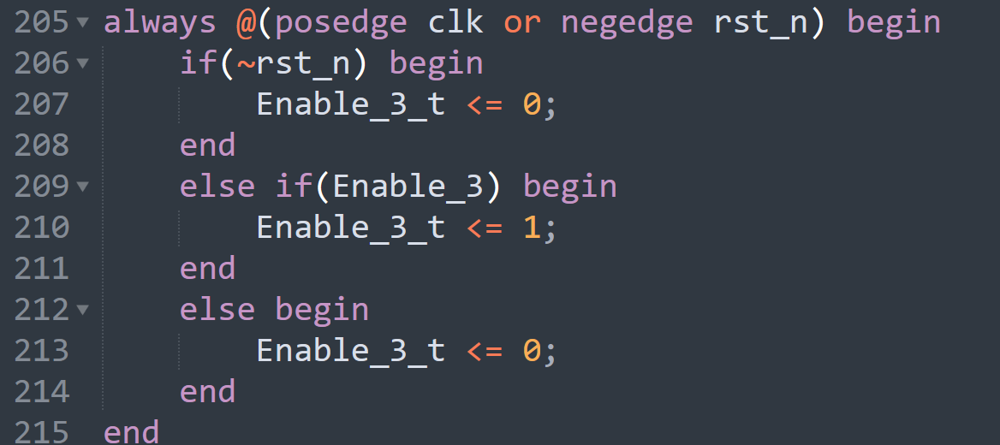 205 always @(posedge clk or negedge rst_n) begin
206     if(~rst_n) begin
207         Enable_3_t <= 0;
208     end
209     else if(Enable_3) begin
210         Enable_3_t <= 1;
211     end
212     else begin
213         Enable_3_t <= 0;
214     end
215 end